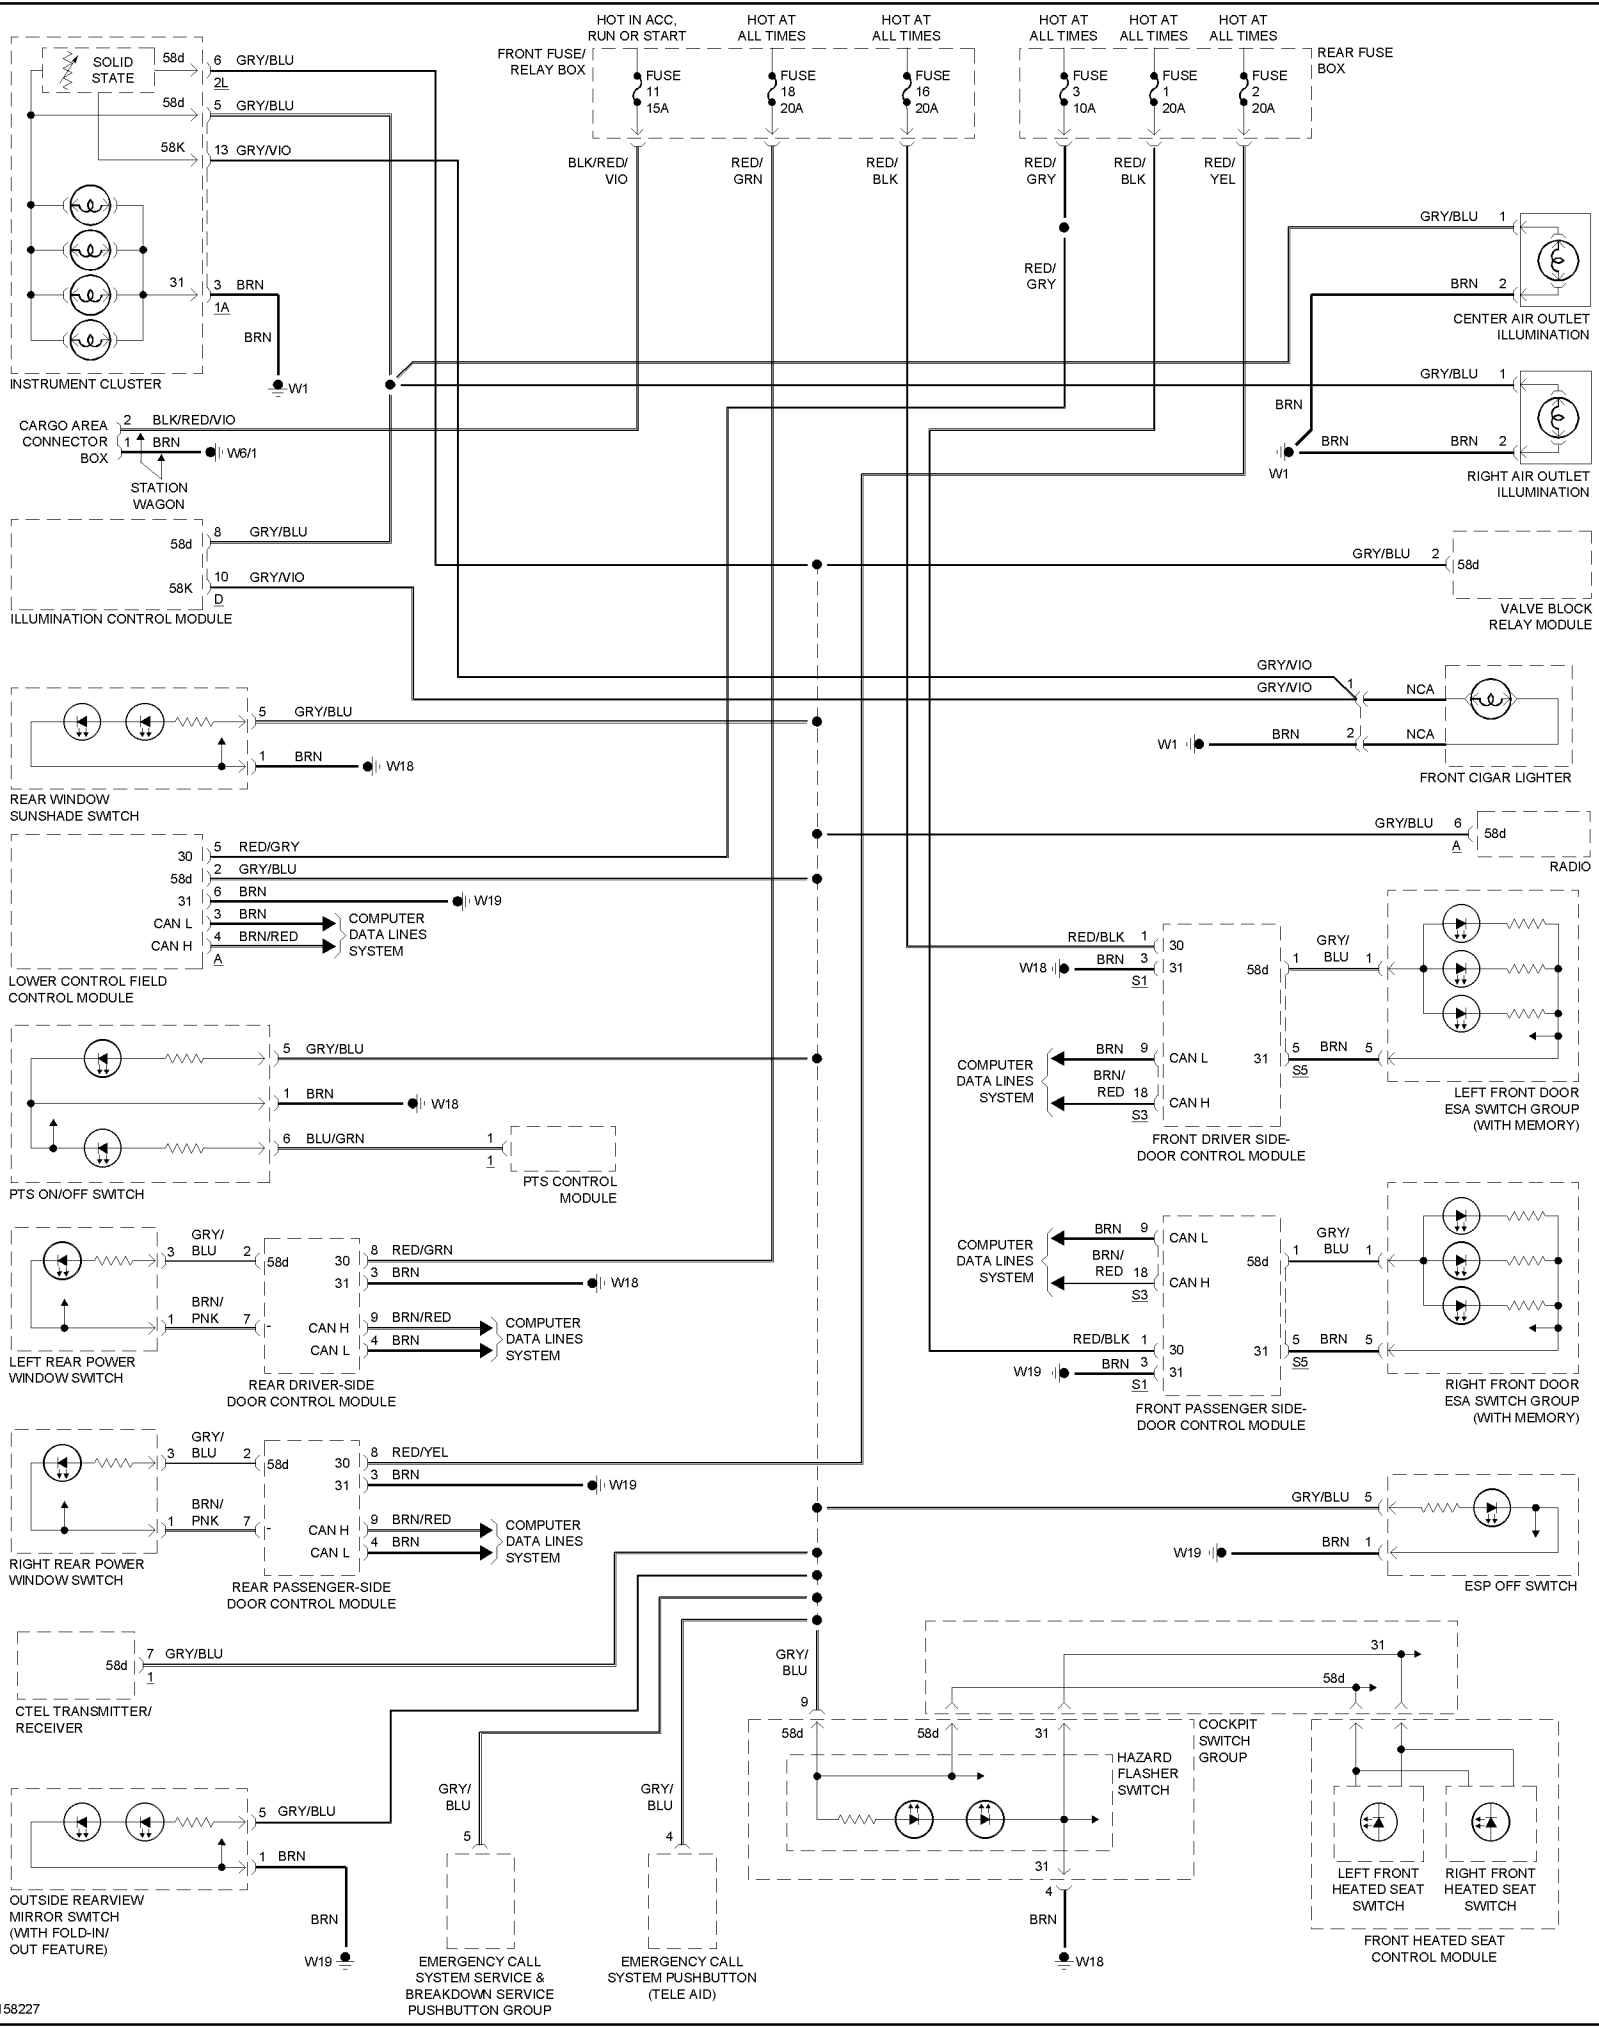 HOT IN ACC,
RUN OR START
HOT AT
ALL TIMES
HOT AT
ALL TIMES
HOT AT
ALL TIMES
HOT AT
ALL TIMES
HOT AT
ALL TIMES
FRONT FUSE/
RELAY BOX
FUSE
11
15A
FUSE
18
20A
FUSE
16
20A
FUSE
3
10A
FUSE
1
20A
FUSE
2
20A
REAR FUSE
BOX
BLK/RED/
VIO
RED/
GRN
RED/
BLK
RED/
GRY
RED/
BLK
RED/
YEL
RED/
GRY
SOLID
STATE
58d 6 GRY/BLU
2L
58d 5 GRY/BLU
58K 13 GRY/VIO
31 3 BRN
1A
BRN
W1
INSTRUMENT CLUSTER
CARGO AREA
CONNECTOR
BOX
2 BLK/RED/VIO
1 BRN
W6/1
STATION
WAGON
58d 8 GRY/BLU
58K 10 GRY/VIO
D
ILLUMINATION CONTROL MODULE
GRY/BLU 1
BRN 2
CENTER AIR OUTLET
ILLUMINATION
GRY/BLU 1
BRN
BRN BRN 2
W1
RIGHT AIR OUTLET
ILLUMINATION
GRY/BLU 2 58d
VALVE BLOCK
RELAY MODULE
GRY/VIO
GRY/VIO 1 NCA
W1 BRN 2 NCA
FRONT CIGAR LIGHTER
GRY/BLU 6 58d
A
RADIO
5 GRY/BLU
1 BRN W18
REAR WINDOW
SUNSHADE SWITCH
30 5 RED/GRY
58d 2 GRY/BLU
31 6 BRN W19
CAN L 3 BRN
CAN H 4 BRN/RED
A
COMPUTER
DATA LINES
SYSTEM
LOWER CONTROL FIELD
CONTROL MODULE
5 GRY/BLU
1 BRN W18
6 BLU/GRN 1
1
PTS ON/OFF SWITCH
PTS CONTROL
MODULE
RED/BLK 1 30
W18 BRN 3 31
S1
BRN 9 CAN L
BRN/
RED 18 CAN H
S3
COMPUTER
DATA LINES
SYSTEM
58d 1 GRY/
BLU 1
31 5 BRN 5
S5
FRONT DRIVER SIDE-
DOOR CONTROL MODULE
LEFT FRONT DOOR
ESA SWITCH GROUP
(WITH MEMORY)
BRN 9 CAN L
BRN/
RED 18 CAN H
S3
COMPUTER
DATA LINES
SYSTEM
RED/BLK 1 30
W19 BRN 3 31
S1
58d 1 GRY/
BLU 1
31 5 BRN 5
S5
FRONT PASSENGER SIDE-
DOOR CONTROL MODULE
RIGHT FRONT DOOR
ESA SWITCH GROUP
(WITH MEMORY)
3 GRY/
BLU 2 58d
1 BRN/
PNK 7 -
30 8 RED/GRN
31 3 BRN W18
CAN H 9 BRN/RED
CAN L 4 BRN
COMPUTER
DATA LINES
SYSTEM
LEFT REAR POWER
WINDOW SWITCH
REAR DRIVER-SIDE
DOOR CONTROL MODULE
3 GRY/
BLU 2 58d
1 BRN/
PNK 7 -
30 8 RED/YEL
31 3 BRN W19
CAN H 9 BRN/RED
CAN L 4 BRN
COMPUTER
DATA LINES
SYSTEM
RIGHT REAR POWER
WINDOW SWITCH
REAR PASSENGER-SIDE
DOOR CONTROL MODULE
GRY/BLU 5
W19 BRN 1
ESP OFF SWITCH
58d 7 GRY/BLU
1
CTEL TRANSMITTER/
RECEIVER
5 GRY/BLU
1 BRN
BRN
W19
OUTSIDE REARVIEW
MIRROR SWITCH
(WITH FOLD-IN/
OUT FEATURE)
GRY/
BLU
5
EMERGENCY CALL
SYSTEM SERVICE &
BREAKDOWN SERVICE
PUSHBUTTON GROUP
GRY/
BLU
4
EMERGENCY CALL
SYSTEM PUSHBUTTON
(TELE AID)
GRY/
BLU
9
31
58d
58d 58d 31
COCKPIT
SWITCH
GROUP
HAZARD
FLASHER
SWITCH
31
4
BRN
W18
LEFT FRONT
HEATED SEAT
SWITCH
RIGHT FRONT
HEATED SEAT
SWITCH
FRONT HEATED SEAT
CONTROL MODULE
158227